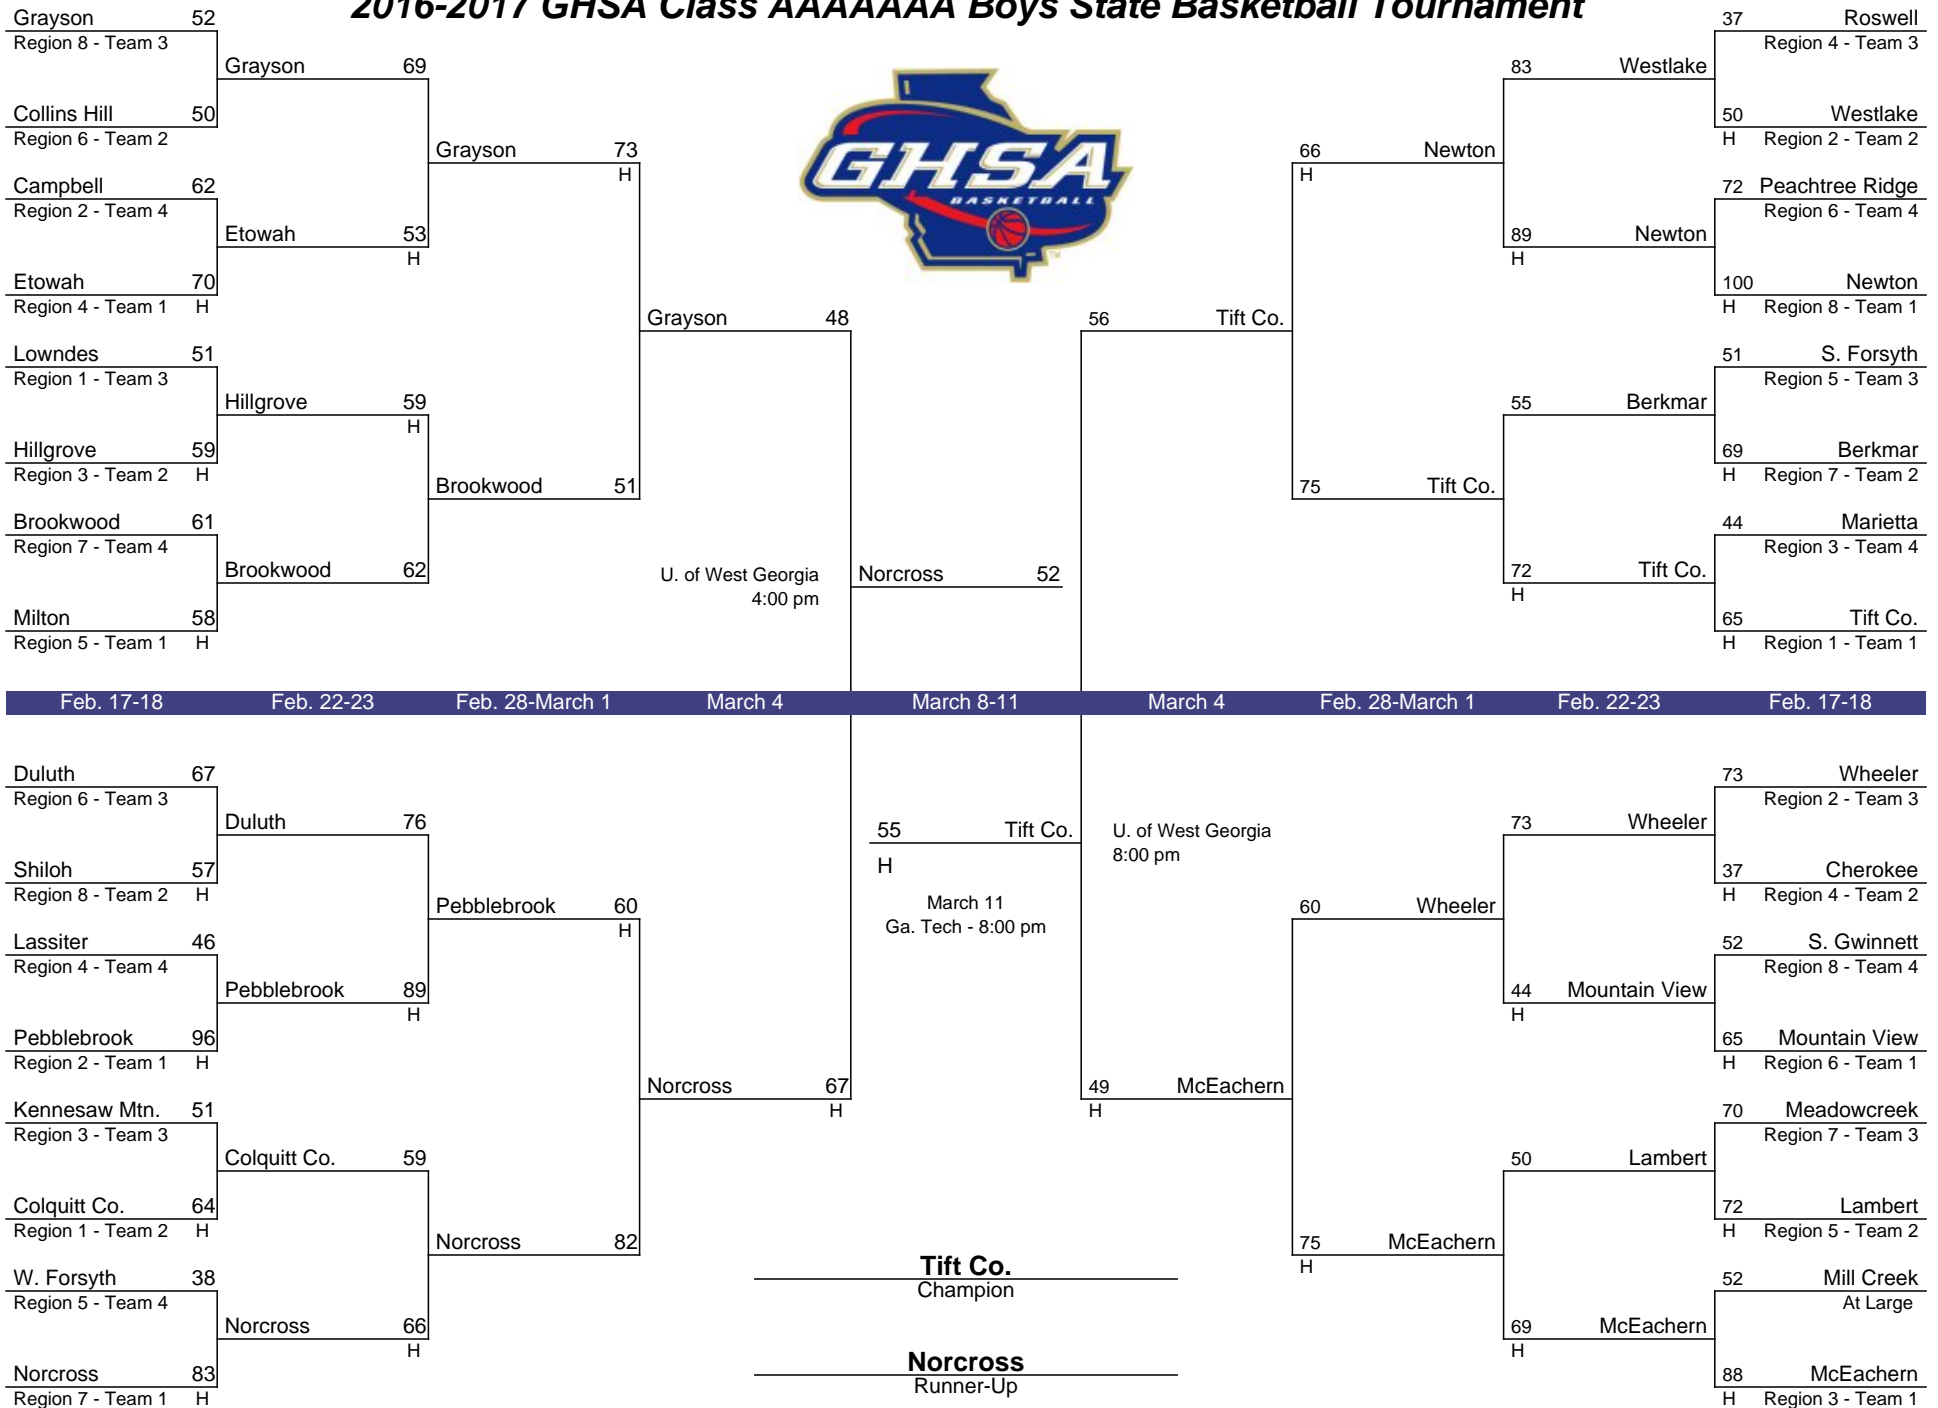 2016-2017 GHSA Class AAAAAAA Boys State Basketball Tournament
Grayson 52
Region 8 - Team 3
Collins Hill 50
Region 6 - Team 2
Campbell 62
Region 2 - Team 4
Etowah 70
Region 4 - Team 1 H
Lowndes 51
Region 1 - Team 3
Hillgrove 59
Region 3 - Team 2 H
Brookwood 61
Region 7 - Team 4
Milton 58
Region 5 - Team 1 H
Grayson 69
Etowah 53
H
Hillgrove 59
H
Brookwood 62
Grayson 73
H
Brookwood 51
Grayson 48
U. of West Georgia
4:00 pm
Norcross 52
GHSA
BASKETBALL
TM
56 Tift Co.
66 Newton
H
75 Tift Co.
83 Westlake
89 Newton
H
55 Berkmar
72 Tift Co.
H
37 Roswell
Region 4 - Team 3
50 Westlake
H Region 2 - Team 2
72 Peachtree Ridge
Region 6 - Team 4
100 Newton
H Region 8 - Team 1
51 S. Forsyth
Region 5 - Team 3
69 Berkmar
H Region 7 - Team 2
44 Marietta
Region 3 - Team 4
65 Tift Co.
H Region 1 - Team 1
Feb. 17-18 Feb. 22-23 Feb. 28-March 1 March 4 March 8-11 March 4 Feb. 28-March 1 Feb. 22-23 Feb. 17-18
Duluth 67
Region 6 - Team 3
Shiloh 57
Region 8 - Team 2 H
Lassiter 46
Region 4 - Team 4
Pebblebrook 96
Region 2 - Team 1 H
Kennesaw Mtn. 51
Region 3 - Team 3
Colquitt Co. 64
Region 1 - Team 2 H
W. Forsyth 38
Region 5 - Team 4
Norcross 83
Region 7 - Team 1 H
Duluth 76
Pebblebrook 89
H
Colquitt Co. 59
Norcross 66
H
Pebblebrook 60
H
Norcross 82
Norcross 67
H
55 Tift Co.
H
March 11
Ga. Tech - 8:00 pm
U. of West Georgia
8:00 pm
Tift Co.
Champion
Norcross
Runner-Up
49 McEachern
H
60 Wheeler
75 McEachern
H
73 Wheeler
44 Mountain View
H
50 Lambert
69 McEachern
H
73 Wheeler
Region 2 - Team 3
37 Cherokee
H Region 4 - Team 2
52 S. Gwinnett
Region 8 - Team 4
65 Mountain View
H Region 6 - Team 1
70 Meadowcreek
Region 7 - Team 3
72 Lambert
H Region 5 - Team 2
52 Mill Creek
At Large
88 McEachern
H Region 3 - Team 1